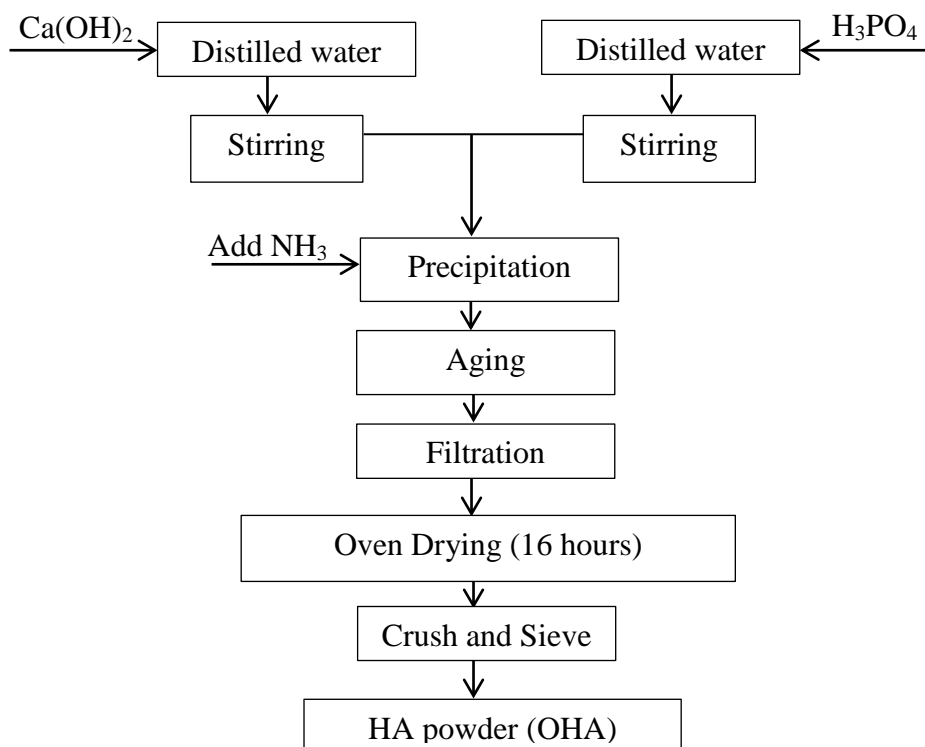 Ca(OH)₂
H₃PO₄
Distilled water
Distilled water
Stirring
Stirring
Add NH₃
Precipitation
Aging
Filtration
Oven Drying (16 hours)
Crush and Sieve
HA powder (OHA)